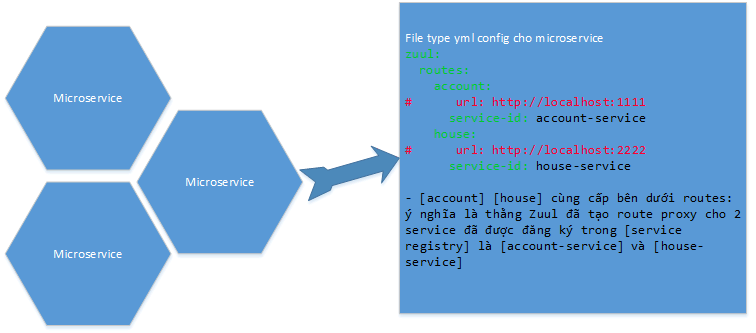 Microservice
Microservice
Microservice
File type yml config cho microservice
zuul:
routes:
account:
# url: http://localhost:1111
service-id: account-service
house:
# url: http://localhost:2222
service-id: house-service
- [account] [house] cùng cấp bên dưới routes:
ý nghĩa là thằng Zuul đã tạo route proxy cho 2
service đã được đăng ký trong [service
registry] là [account-service] và [house-
service]